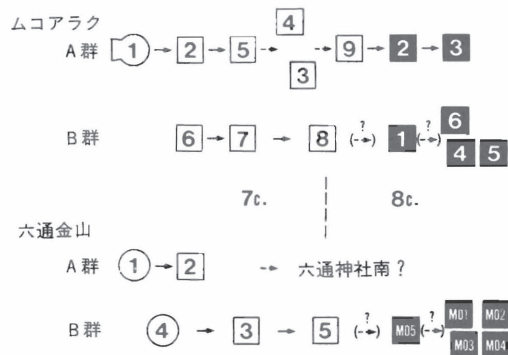 ムコアラク
4
A群 1 → 2 → 5 ⇢ ⇢ 9 → 2 → 3
3
? ? 6
B群 6 → 7 → 8 (⇢) 1 (⇢) 4 5
7c. 8c.
六通金山
A群 1 → 2 ⇢ 六通神社南?
? ? M01 M02
B群 4 → 3 → 5 (⇢) M05 (⇢) M03 M04